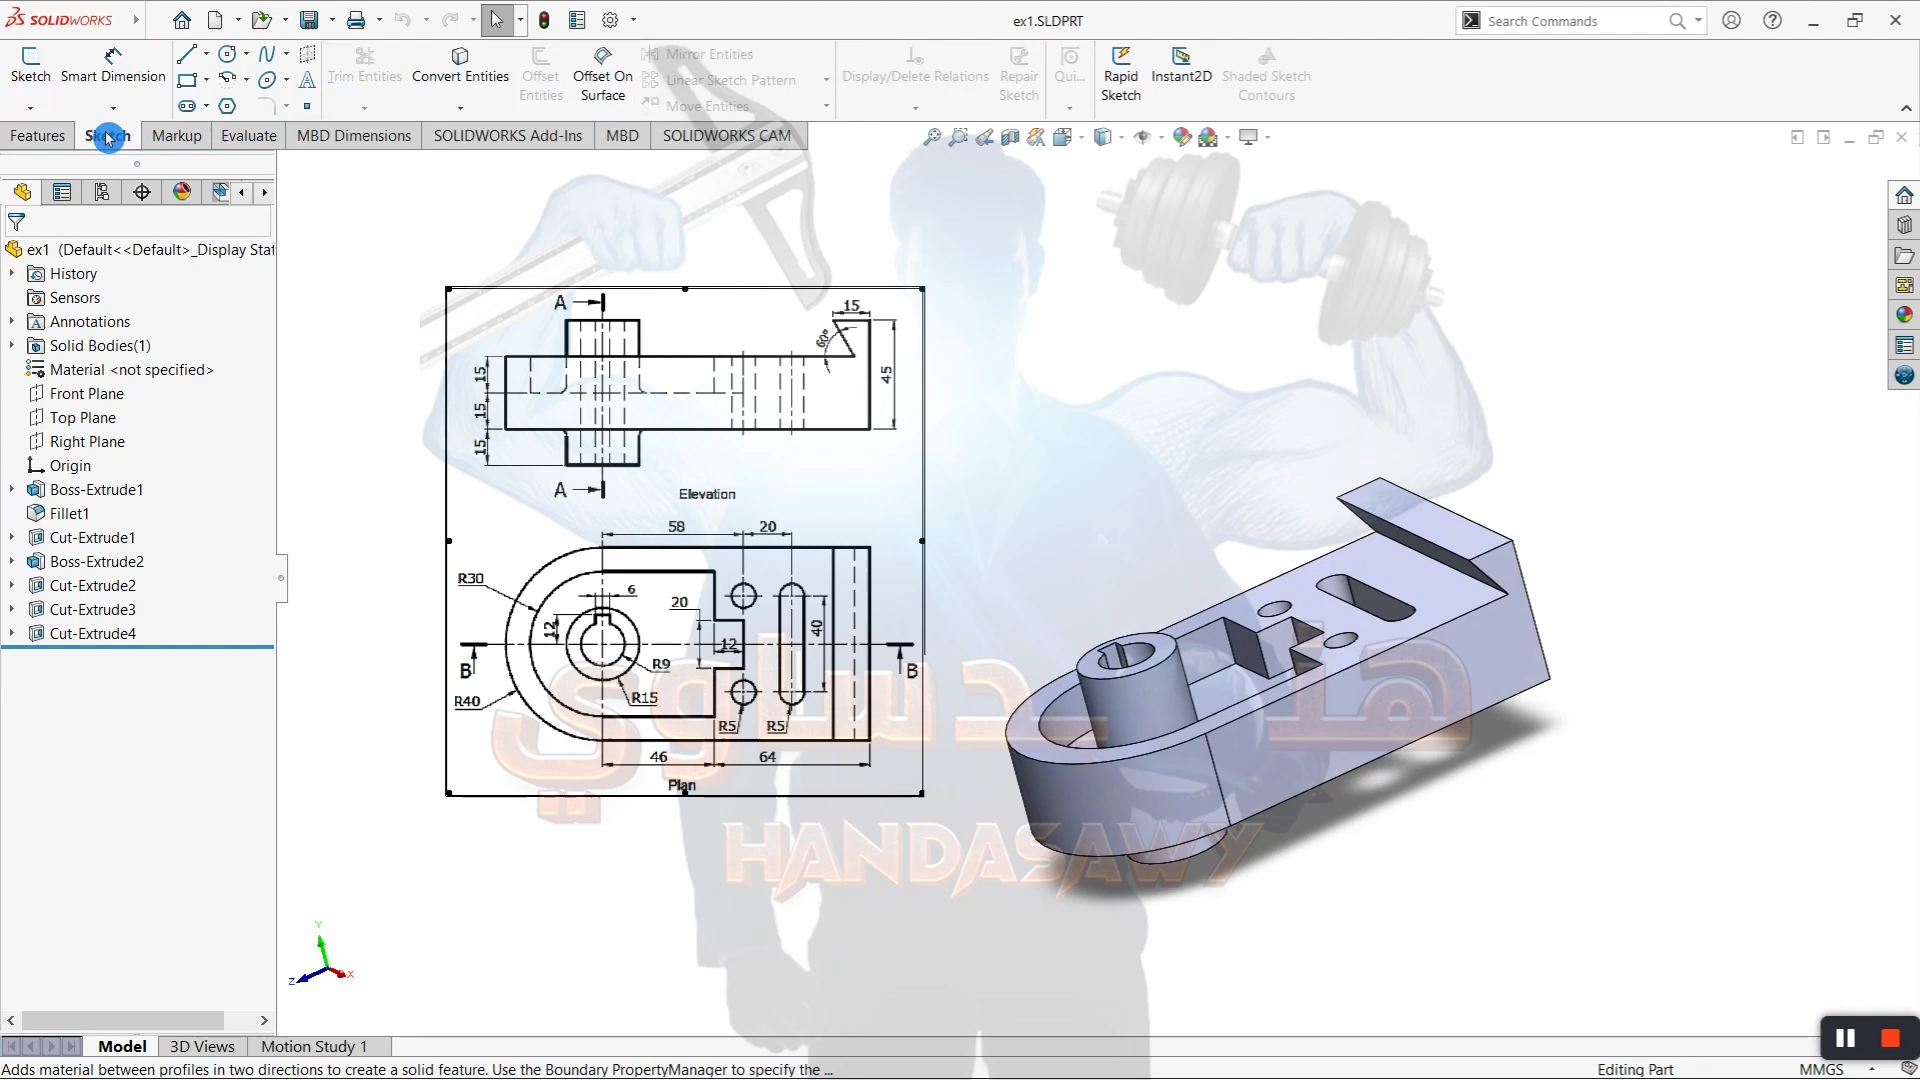 SOLIDWORKS
ex1.SLDPRT
Search Commands
Sketch
Smart Dimension
Trim Entities
Convert Entities
Offset Entities
Offset On Surface
Mirror Entities
Linear Sketch Pattern
Move Entities
Display/Delete Relations
Repair Sketch
Qui...
Rapid Sketch
Instant2D
Shaded Sketch Contours
Features
Sketch
Markup
Evaluate
MBD Dimensions
SOLIDWORKS Add-Ins
MBD
SOLIDWORKS CAM
ex1 (Default<<Default>_Display Stat
History
Sensors
Annotations
Solid Bodies(1)
Material <not specified>
Front Plane
Top Plane
Right Plane
Origin
Boss-Extrude1
Fillet1
Cut-Extrude1
Boss-Extrude2
Cut-Extrude2
Cut-Extrude3
Cut-Extrude4
A
15
60°
15
45
15
15
A
Elevation
58
20
R30
6
20
12
40
12
B
R9
B
R40
R15
R5
R5
46
64
Plan
HANDASAWY
Y
Z
X
Model
3D Views
Motion Study 1
Adds material between profiles in two directions to create a solid feature. Use the Boundary PropertyManager to specify the ...
Editing Part
MMGS